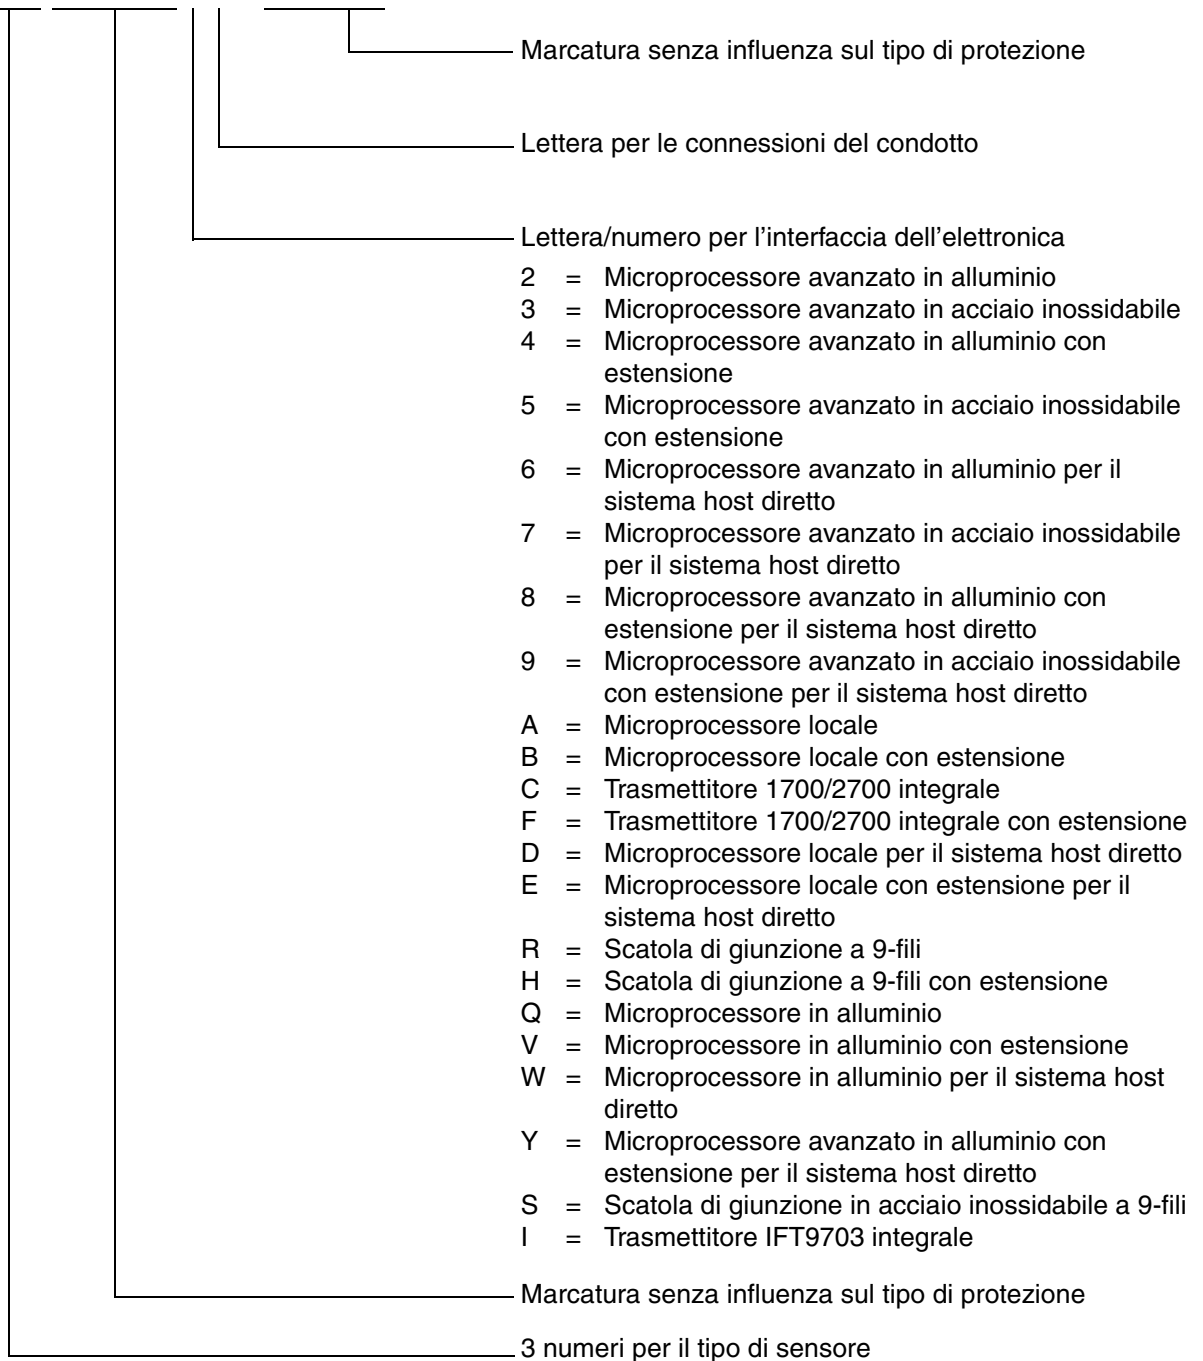 Marcatura senza influenza sul tipo di protezione
Lettera per le connessioni del condotto
Lettera/numero per l'interfaccia dell'elettronica
2 = Microprocessore avanzato in alluminio
3 = Microprocessore avanzato in acciaio inossidabile
4 = Microprocessore avanzato in alluminio con
estensione
5 = Microprocessore avanzato in acciaio inossidabile
con estensione
6 = Microprocessore avanzato in alluminio per il
sistema host diretto
7 = Microprocessore avanzato in acciaio inossidabile
per il sistema host diretto
8 = Microprocessore avanzato in alluminio con
estensione per il sistema host diretto
9 = Microprocessore avanzato in acciaio inossidabile
con estensione per il sistema host diretto
A = Microprocessore locale
B = Microprocessore locale con estensione
C = Trasmettitore 1700/2700 integrale
F = Trasmettitore 1700/2700 integrale con estensione
D = Microprocessore locale per il sistema host diretto
E = Microprocessore locale con estensione per il
sistema host diretto
R = Scatola di giunzione a 9-fili
H = Scatola di giunzione a 9-fili con estensione
Q = Microprocessore in alluminio
V = Microprocessore in alluminio con estensione
W = Microprocessore in alluminio per il sistema host
diretto
Y = Microprocessore avanzato in alluminio con
estensione per il sistema host diretto
S = Scatola di giunzione in acciaio inossidabile a 9-fili
I = Trasmettitore IFT9703 integrale
Marcatura senza influenza sul tipo di protezione
3 numeri per il tipo di sensore